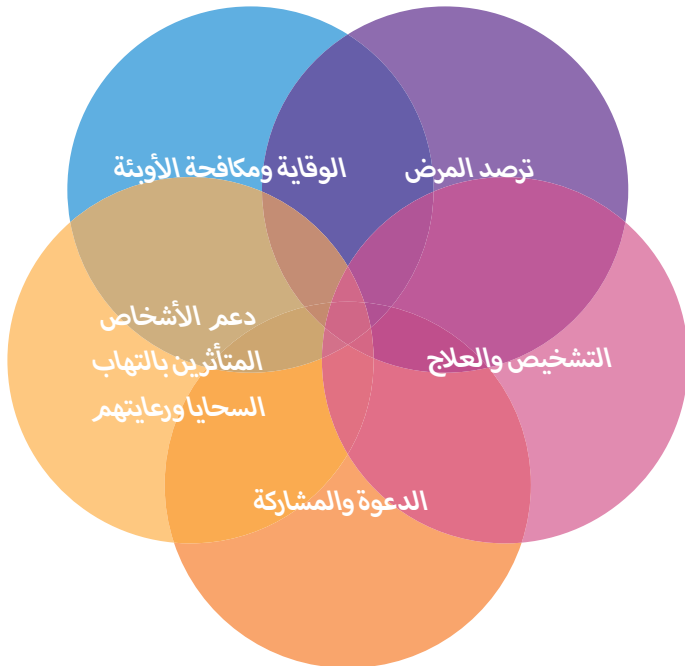 الوقاية ومكافحة الأوبئة
ترصد المرض
التشخيص والعلاج
الدعوة والمشاركة
دعم الأشخاص
المتأثرين بالتهاب
السحايا ورعايتهم